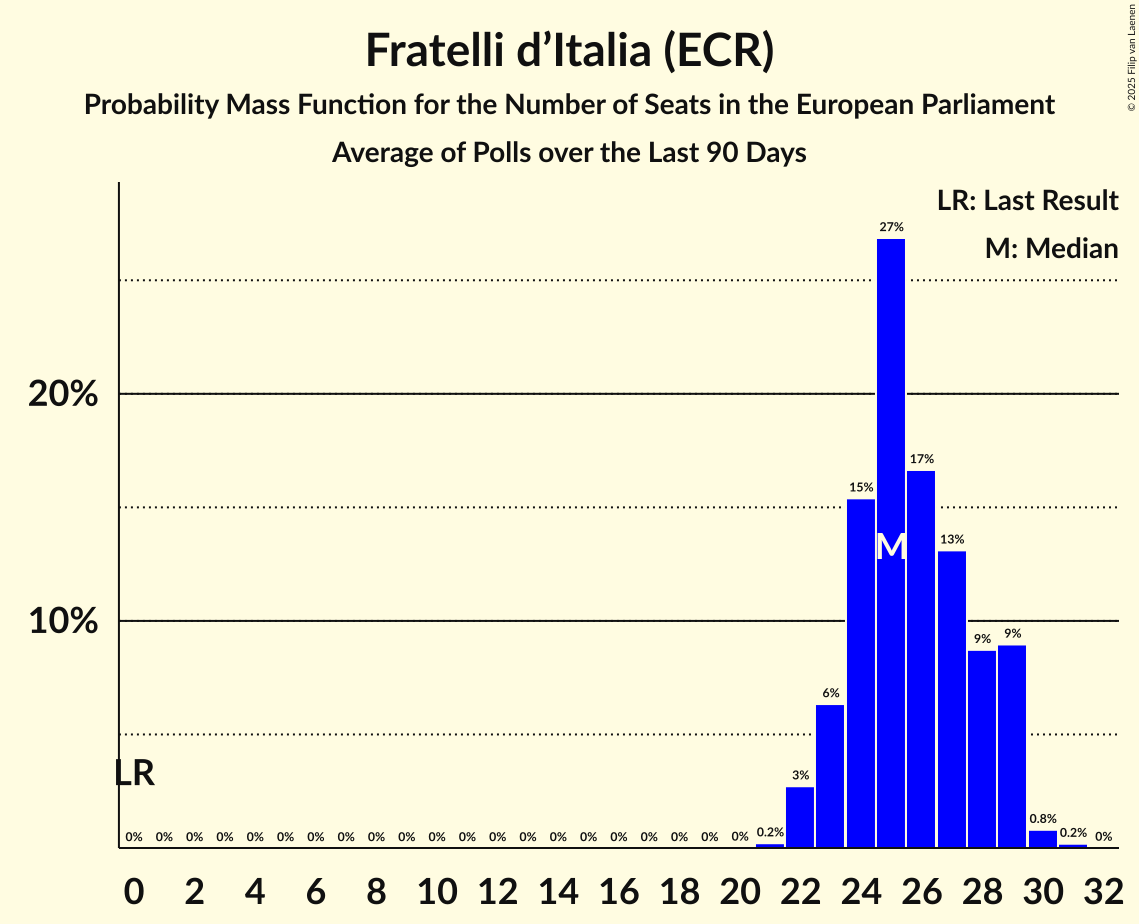 Fratelli d’Italia (ECR)
Probability Mass Function for the Number of Seats in the European Parliament
Average of Polls over the Last 90 Days
© 2025 Filip van Laenen
LR: Last Result
M: Median
27%
20%
17%
15%
M
13%
10%
9%
9%
6%
LR
3%
0% 0% 0% 0% 0% 0% 0% 0% 0% 0% 0% 0% 0% 0% 0% 0% 0% 0% 0% 0% 0% 0.2% 0.8% 0.2% 0%
0 2 4 6 8 10 12 14 16 18 20 22 24 26 28 30 32